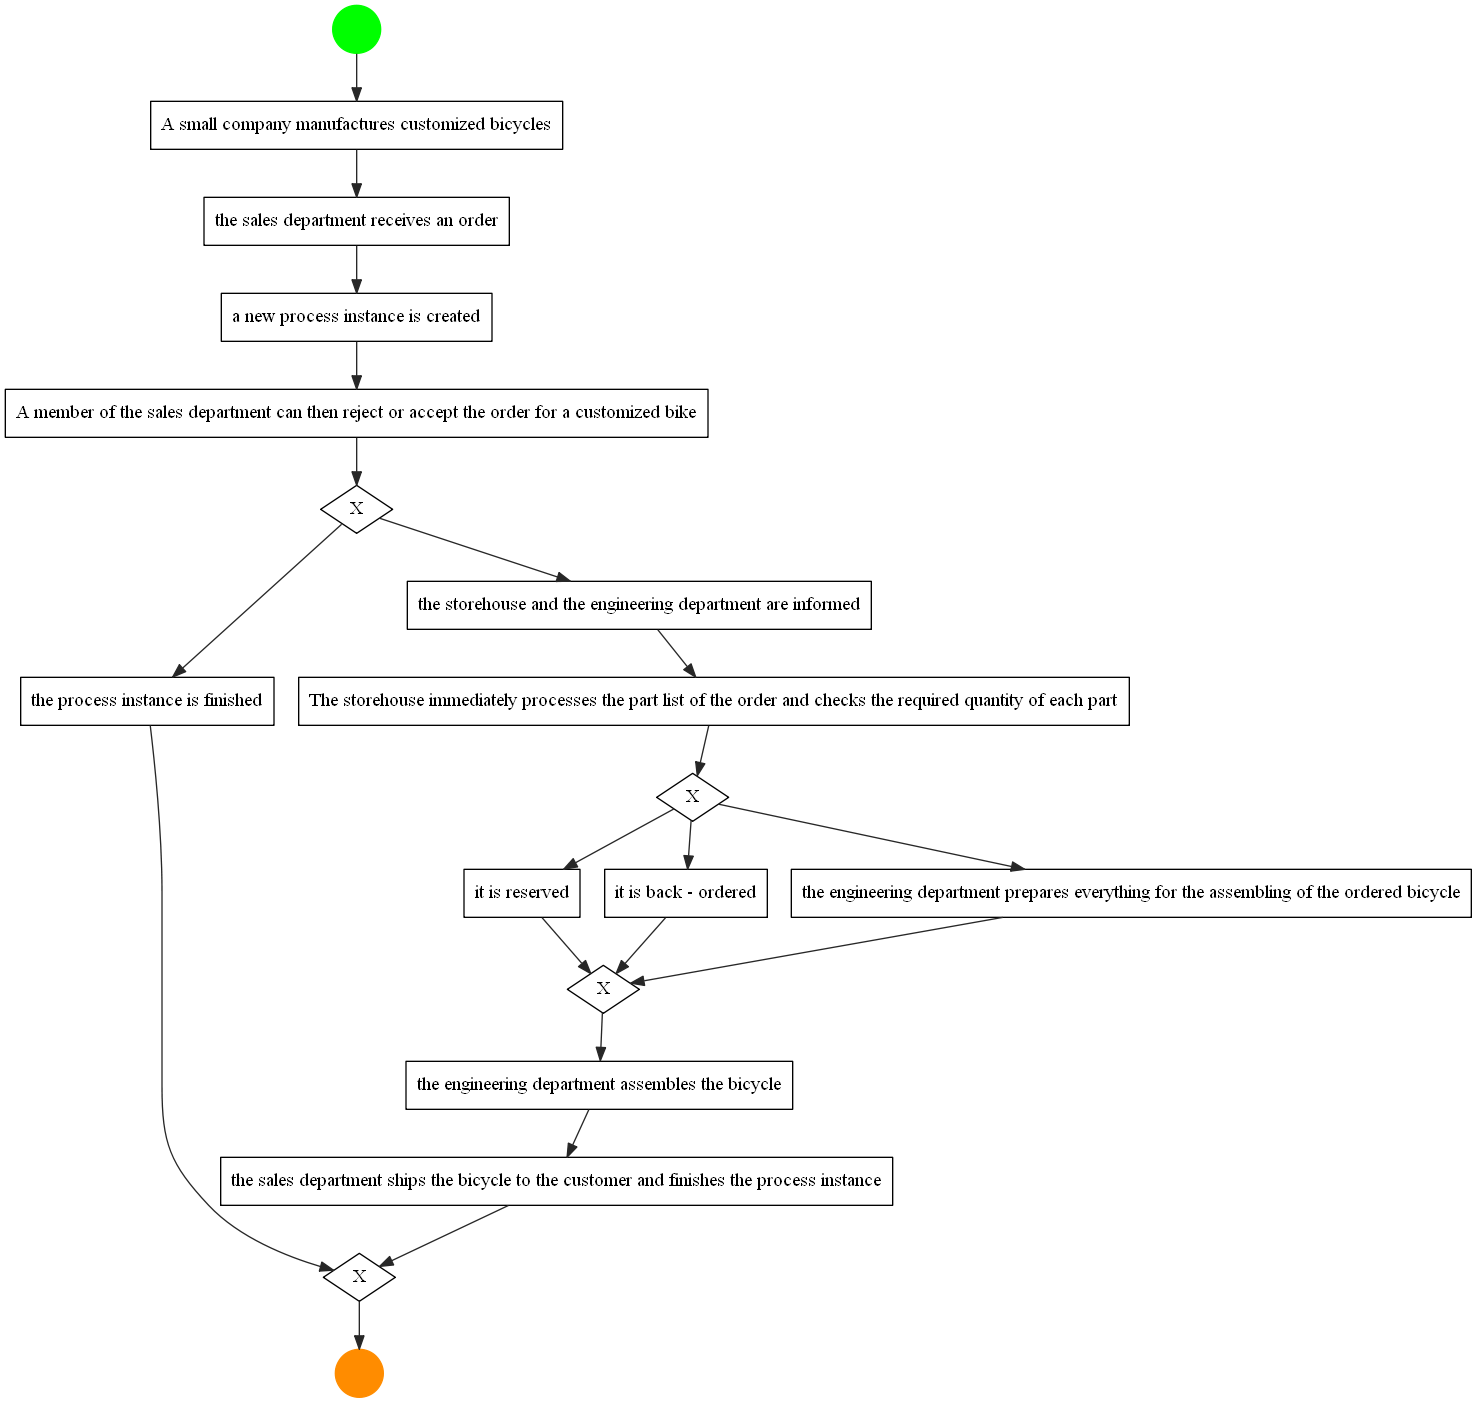 A small company manufactures customized bicycles
the sales department receives an order
a new process instance is created
A member of the sales department can then reject or accept the order for a customized bike
X
the storehouse and the engineering department are informed
the process instance is finished
The storehouse immediately processes the part list of the order and checks the required quantity of each part
X
it is reserved
it is back - ordered
the engineering department prepares everything for the assembling of the ordered bicycle
X
the engineering department assembles the bicycle
the sales department ships the bicycle to the customer and finishes the process instance
X